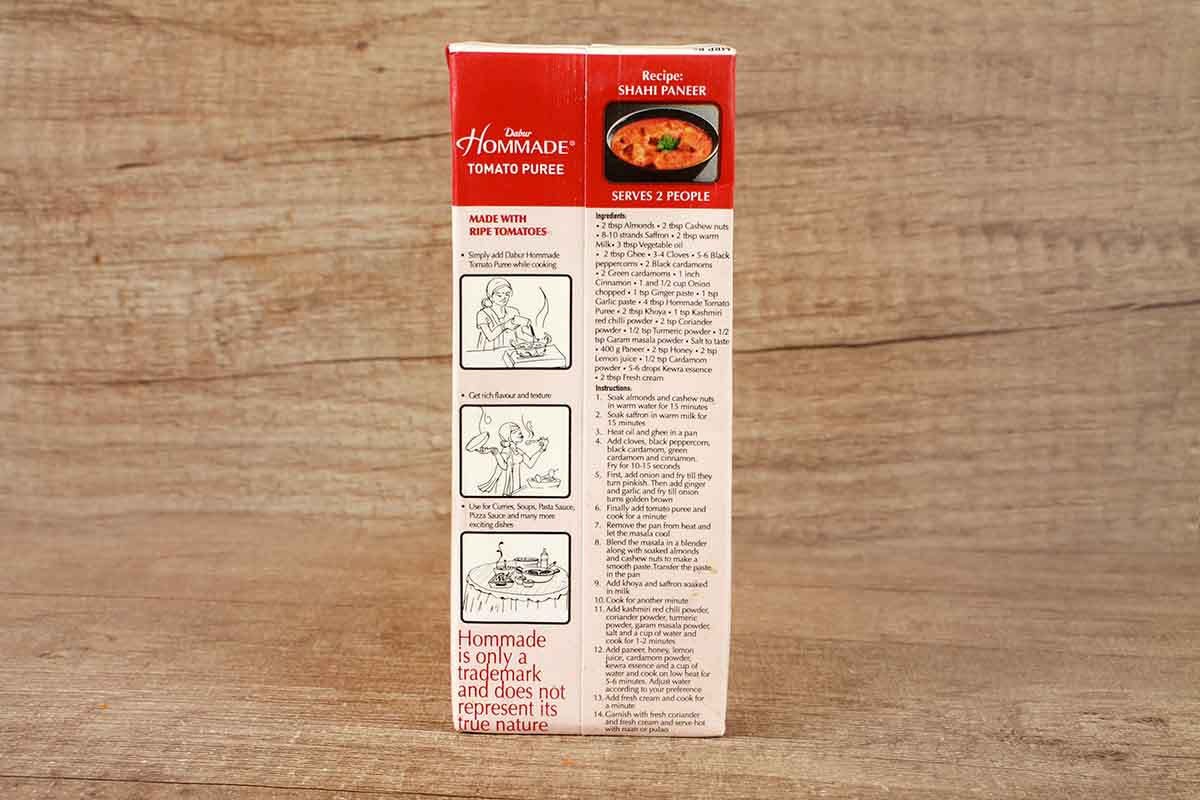 Dabur
HOMMADE®
TOMATO PUREE
MADE WITH
RIPE TOMATOES
• Simply add Dabur Hommade
Tomato Puree while cooking
• Get rich flavour and texture
• Use for Curries, Soups, Pasta Sauce,
Pizza Sauce and many more
exciting dishes
Hommade
is only a
trademark
and does not
represent its
true nature
Recipe:
SHAHI PANEER
SERVES 2 PEOPLE
Ingredients:
• 2 tbsp Almonds • 2 tbsp Cashew nuts
• 8-10 strands Saffron • 2 tbsp warm
Milk• 3 tbsp Vegetable oil
• 2 tbsp Ghee • 3-4 Cloves • 5-6 Black
peppercorns • 2 Black cardamoms
• 2 Green cardamoms • 1 inch
Cinnamon • 1 and 1/2 cup Onion
chopped • 1 tsp Ginger paste • 1 tsp
Garlic paste • 4 tbsp Hommade Tomato
Puree • 2 tbsp Khoya • 1 tsp Kashmiri
red chilli powder • 2 tsp Coriander
powder • 1/2 tsp Turmeric powder • 1/2
tsp Garam masala powder • Salt to taste
• 400 g Paneer • 2 tsp Honey • 2 tsp
Lemon juice • 1/2 tsp Cardamom
powder • 5-6 drops Kewra essence
• 2 tbsp Fresh cream
Instructions:
1. Soak almonds and cashew nuts
in warm water for 15 minutes
2. Soak saffron in warm milk for
15 minutes
3. Heat oil and ghee in a pan
4. Add cloves, black peppercorn,
black cardamom, green
cardamom and cinnamon.
Fry for 10-15 seconds
5. First, add onion and fry till they
turn pinkish. Then add ginger
and garlic and fry till onion
turns golden brown
6. Finally add tomato puree and
cook for a minute
7. Remove the pan from heat and
let the masala cool
8. Blend the masala in a blender
along with soaked almonds
and cashew nuts to make a
smooth paste.Transfer the paste
in the pan
9. Add khoya and saffron soaked
in milk
10. Cook for another minute
11. Add kashmiri red chili powder,
coriander powder, turmeric
powder, garam masala powder,
salt and a cup of water and
cook for 1-2 minutes
12. Add paneer, honey, lemon
juice, cardamom powder,
kewra essence and a cup of
water and cook on low heat for
5-6 minutes. Adjust water
according to your preference
13. Add fresh cream and cook for
a minute
14. Garnish with fresh coriander
and fresh cream and serve hot
with naan or pulao